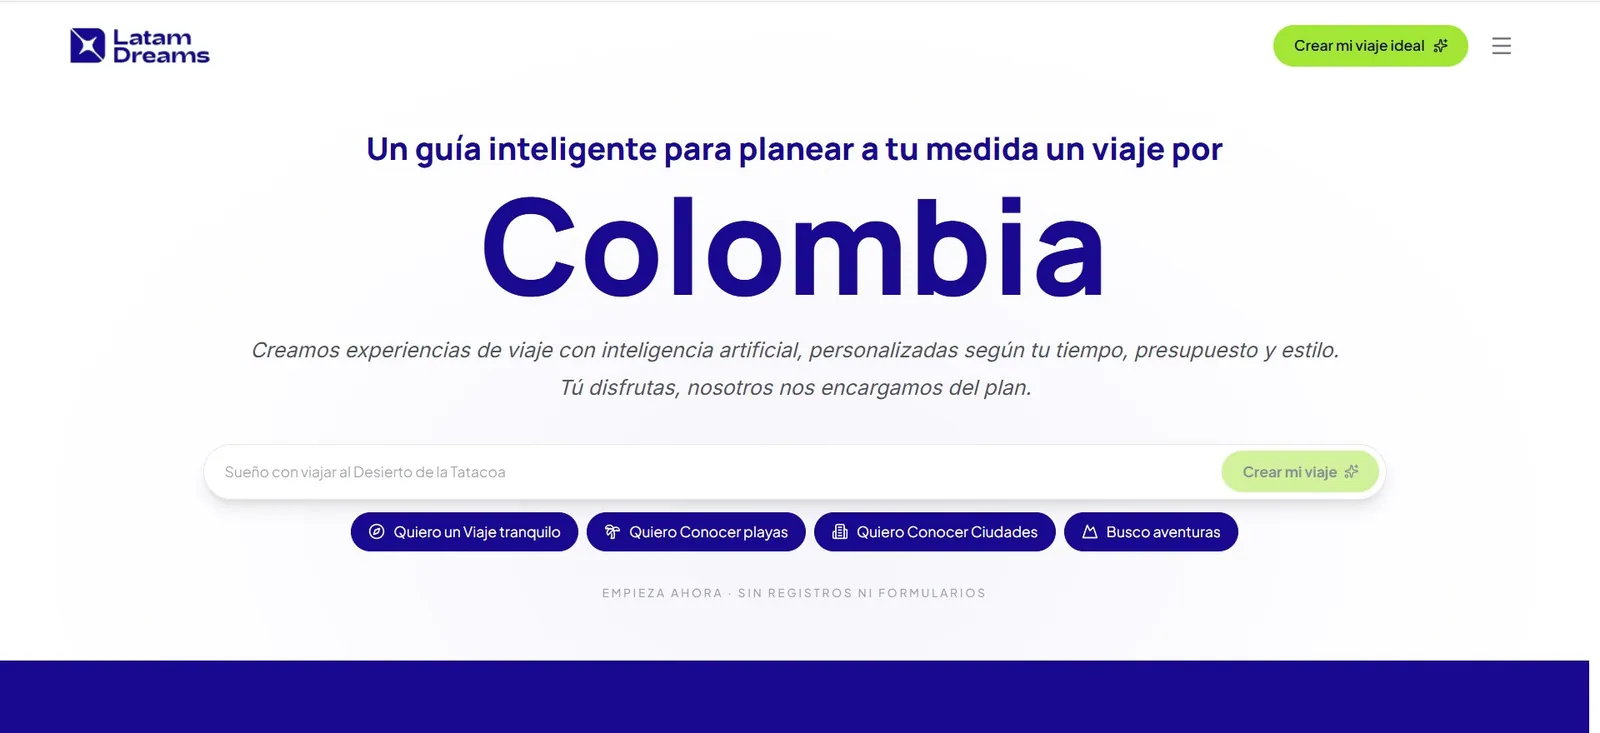 Latam
Dreams
Crear mi viaje ideal
Un guía inteligente para planear a tu medida un viaje por
Colombia
Creamos experiencias de viaje con inteligencia artificial, personalizadas según tu tiempo, presupuesto y estilo.
Tú disfrutas, nosotros nos encargamos del plan.
Sueño con viajar al Desierto de la Tatacoa
Crear mi viaje
Quiero un Viaje tranquilo
Quiero Conocer playas
Quiero Conocer Ciudades
Busco aventuras
EMPIEZA AHORA · SIN REGISTROS NI FORMULARIOS